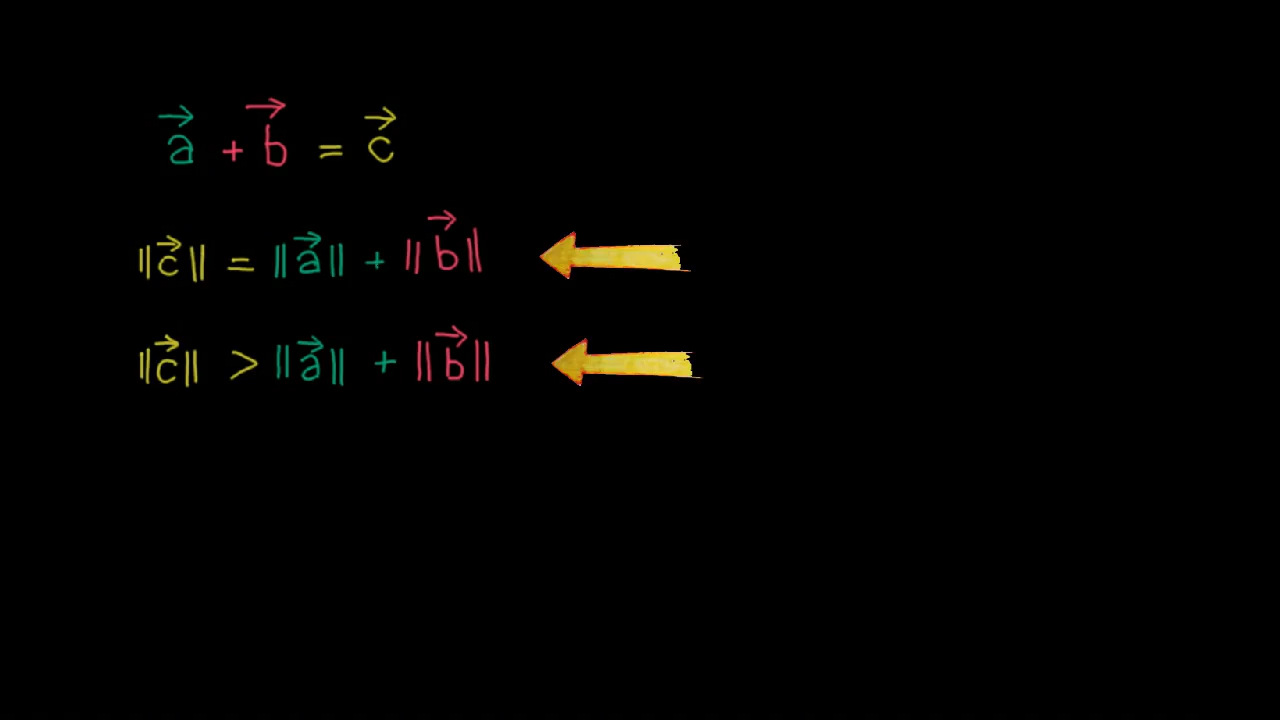 a⃗ + b⃗ = c⃗
‖c⃗‖ = ‖a⃗‖ + ‖b⃗‖
‖c⃗‖ > ‖a⃗‖ + ‖b⃗‖